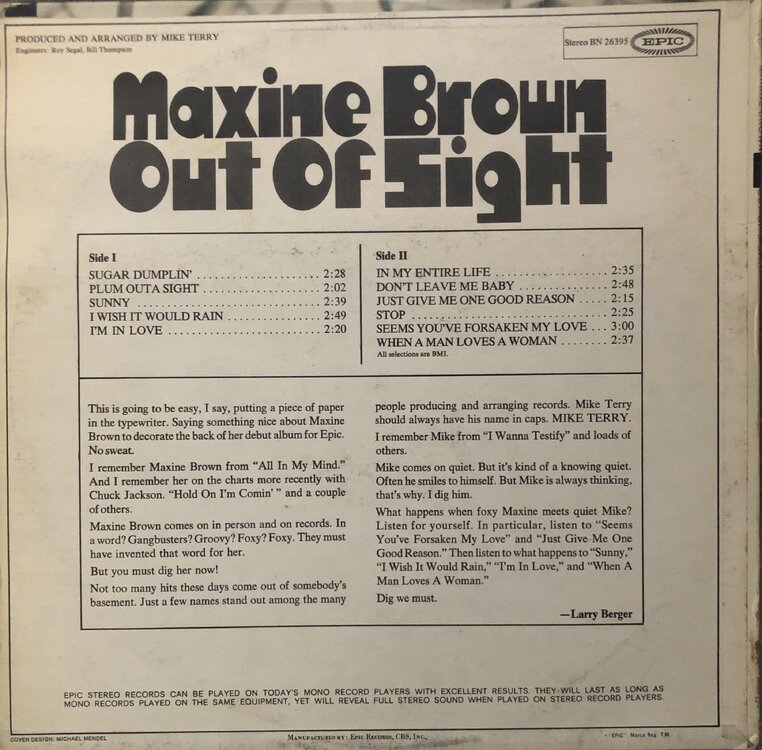 PRODUCED AND ARRANGED BY MIKE TERRY
Engineers: Roy Segal, Bill Thompson
Stereo BN 26395 EPIC
Maxine Brown
Out Of Sight
Side I
SUGAR DUMPLIN' .................... 2:28
PLUM OUTA SIGHT .................. 2:02
SUNNY .............................. 2:39
I WISH IT WOULD RAIN .............. 2:49
I'M IN LOVE ......................... 2:20
Side II
IN MY ENTIRE LIFE .................. 2:35
DON'T LEAVE ME BABY .............. 2:48
JUST GIVE ME ONE GOOD REASON ..... 2:15
STOP ................................ 2:25
SEEMS YOU'VE FORSAKEN MY LOVE ... 3:00
WHEN A MAN LOVES A WOMAN ........ 2:37
All selections are BMI.
This is going to be easy, I say, putting a piece of paper
in the typewriter. Saying something nice about Maxine
Brown to decorate the back of her debut album for Epic.
No sweat.
I remember Maxine Brown from "All In My Mind."
And I remember her on the charts more recently with
Chuck Jackson. "Hold On I'm Comin' " and a couple
of others.
Maxine Brown comes on in person and on records. In
a word? Gangbusters? Groovy? Foxy? Foxy. They must
have invented that word for her.
But you must dig her now!
Not too many hits these days come out of somebody's
basement. Just a few names stand out among the many
people producing and arranging records. Mike Terry
should always have his name in caps. MIKE TERRY.
I remember Mike from "I Wanna Testify" and loads of
others.
Mike comes on quiet. But it's kind of a knowing quiet.
Often he smiles to himself. But Mike is always thinking,
that's why. I dig him.
What happens when foxy Maxine meets quiet Mike?
Listen for yourself. In particular, listen to "Seems
You've Forsaken My Love" and "Just Give Me One
Good Reason." Then listen to what happens to "Sunny,"
"I Wish It Would Rain," "I'm In Love," and "When A
Man Loves A Woman."
Dig we must.
—Larry Berger
EPIC STEREO RECORDS CAN BE PLAYED ON TODAY'S MONO RECORD PLAYERS WITH EXCELLENT RESULTS. THEY WILL LAST AS LONG AS
MONO RECORDS PLAYED ON THE SAME EQUIPMENT, YET WILL REVEAL FULL STEREO SOUND WHEN PLAYED ON STEREO RECORD PLAYERS.
COVER DESIGN: MICHAEL MENDEL
MANUFACTURED BY: EPIC RECORDS, CBS, INC.,
"EPIC", Marca Reg. T.M.